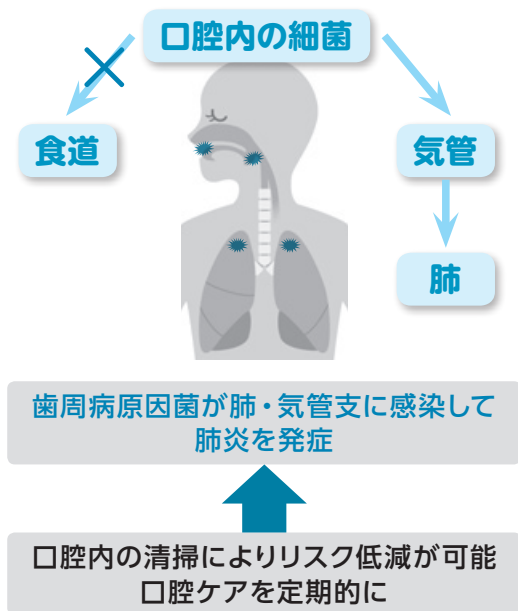 口腔内の細菌
食道
気管
肺
歯周病原因菌が肺・気管支に感染して
肺炎を発症
口腔内の清掃によりリスク低減が可能
口腔ケアを定期的に